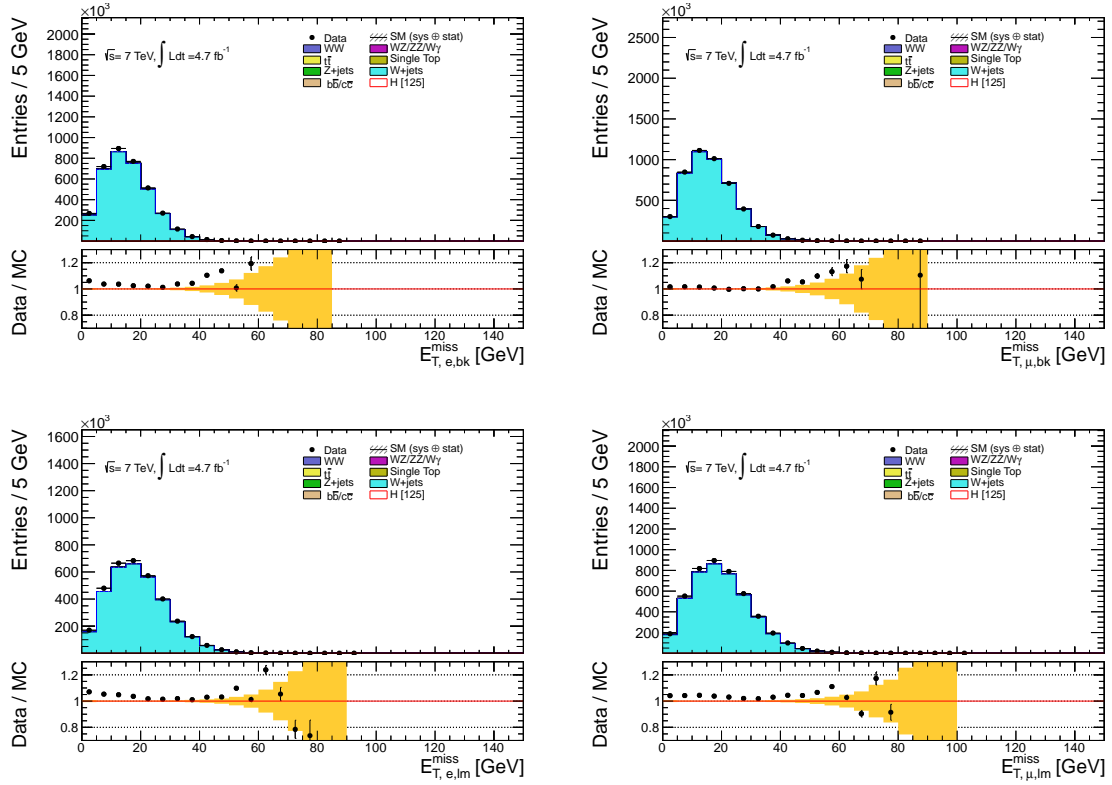 ×10³
Entries / 5 GeV
2000
1800
1600
1400
1200
1000
800
600
400
200
√s= 7 TeV, ∫ Ldt =4.7 fb⁻¹
Data
SM (sys ⊕ stat)
WW
WZ/ZZ/Wγ
tt̅
Single Top
Z+jets
W+jets
bb̅/cc̅
H [125]
Data / MC
1.2
1
0.8
0 20 40 60 80 100 120 140
E^miss_T, e,bk [GeV]
×10³
Entries / 5 GeV
2500
2000
1500
1000
500
√s= 7 TeV, ∫ Ldt =4.7 fb⁻¹
Data
SM (sys ⊕ stat)
WW
WZ/ZZ/Wγ
tt̅
Single Top
Z+jets
W+jets
bb̅/cc̅
H [125]
Data / MC
1.2
1
0.8
0 20 40 60 80 100 120 140
E^miss_T, μ,bk [GeV]
×10³
Entries / 5 GeV
1600
1400
1200
1000
800
600
400
200
√s= 7 TeV, ∫ Ldt =4.7 fb⁻¹
Data
SM (sys ⊕ stat)
WW
WZ/ZZ/Wγ
tt̅
Single Top
Z+jets
W+jets
bb̅/cc̅
H [125]
Data / MC
1.2
1
0.8
0 20 40 60 80 100 120 140
E^miss_T, e,lm [GeV]
×10³
Entries / 5 GeV
2000
1800
1600
1400
1200
1000
800
600
400
200
√s= 7 TeV, ∫ Ldt =4.7 fb⁻¹
Data
SM (sys ⊕ stat)
WW
WZ/ZZ/Wγ
tt̅
Single Top
Z+jets
W+jets
bb̅/cc̅
H [125]
Data / MC
1.2
1
0.8
0 20 40 60 80 100 120 140
E^miss_T, μ,lm [GeV]